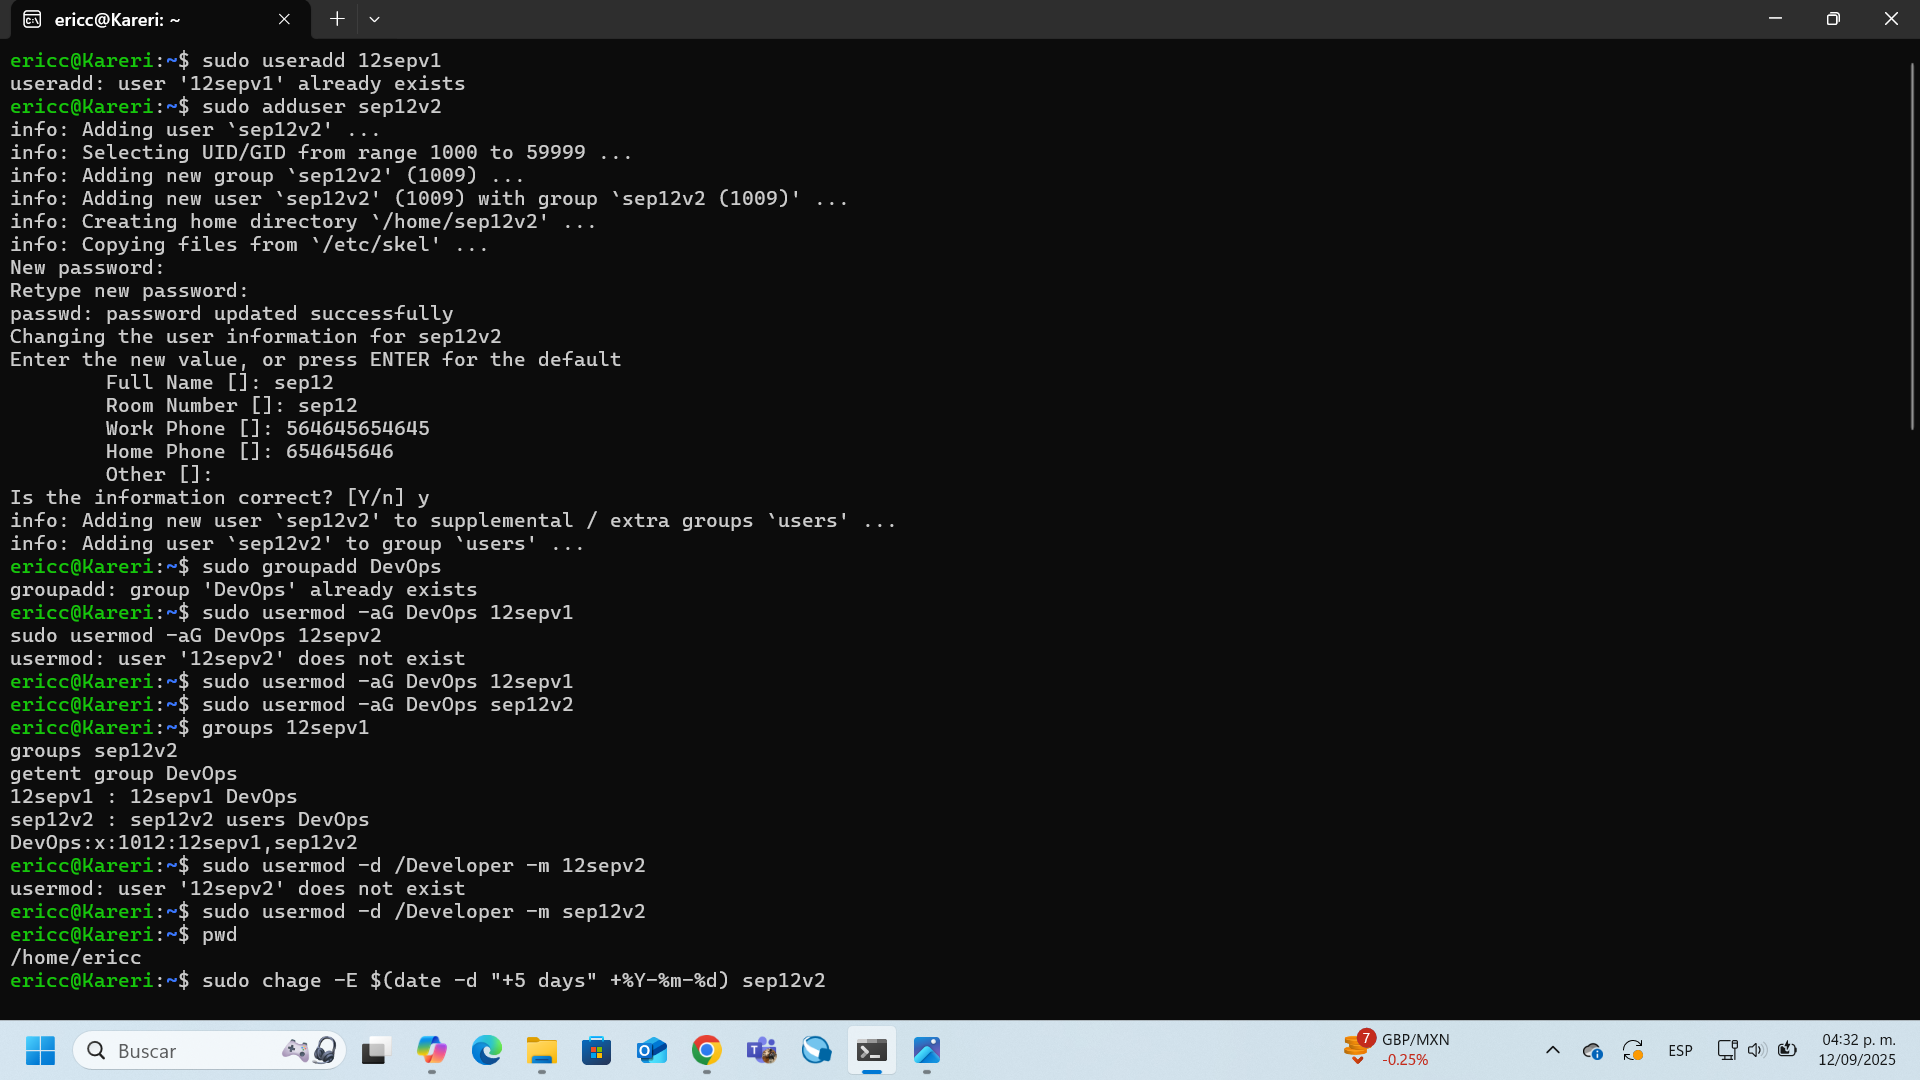 ericc@Kareri: ~
ericc@Kareri:~$ sudo useradd 12sepv1
useradd: user '12sepv1' already exists
ericc@Kareri:~$ sudo adduser sep12v2
info: Adding user `sep12v2' ...
info: Selecting UID/GID from range 1000 to 59999 ...
info: Adding new group `sep12v2' (1009) ...
info: Adding new user `sep12v2' (1009) with group `sep12v2 (1009)' ...
info: Creating home directory `/home/sep12v2' ...
info: Copying files from `/etc/skel' ...
New password:
Retype new password:
passwd: password updated successfully
Changing the user information for sep12v2
Enter the new value, or press ENTER for the default
        Full Name []: sep12
        Room Number []: sep12
        Work Phone []: 564645654645
        Home Phone []: 654645646
        Other []:
Is the information correct? [Y/n] y
info: Adding new user `sep12v2' to supplemental / extra groups `users' ...
info: Adding user `sep12v2' to group `users' ...
ericc@Kareri:~$ sudo groupadd DevOps
groupadd: group 'DevOps' already exists
ericc@Kareri:~$ sudo usermod -aG DevOps 12sepv1
sudo usermod -aG DevOps 12sepv2
usermod: user '12sepv2' does not exist
ericc@Kareri:~$ sudo usermod -aG DevOps 12sepv1
ericc@Kareri:~$ sudo usermod -aG DevOps sep12v2
ericc@Kareri:~$ groups 12sepv1
groups sep12v2
getent group DevOps
12sepv1 : 12sepv1 DevOps
sep12v2 : sep12v2 users DevOps
DevOps:x:1012:12sepv1,sep12v2
ericc@Kareri:~$ sudo usermod -d /Developer -m 12sepv2
usermod: user '12sepv2' does not exist
ericc@Kareri:~$ sudo usermod -d /Developer -m sep12v2
ericc@Kareri:~$ pwd
/home/ericc
ericc@Kareri:~$ sudo chage -E $(date -d "+5 days" +%Y-%m-%d) sep12v2
Buscar
7
GBP/MXN
-0.25%
ESP
04:32 p. m.
12/09/2025